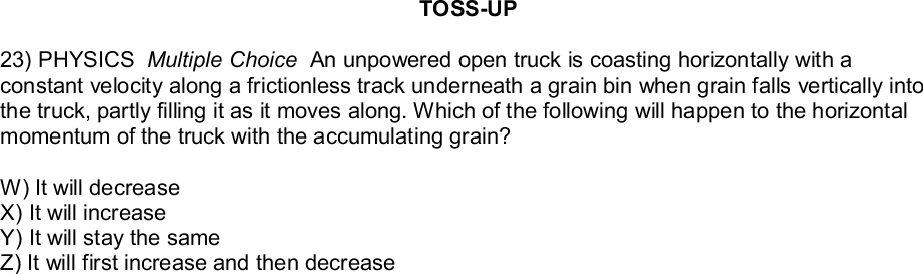 TOSS-UP
23) PHYSICS Multiple Choice An unpowered open truck is coasting horizontally with a
constant velocity along a frictionless track underneath a grain bin when grain falls vertically into
the truck, partly filling it as it moves along. Which of the following will happen to the horizontal
momentum of the truck with the accumulating grain?
W) It will decrease
X) It will increase
Y) It will stay the same
Z) It will first increase and then decrease